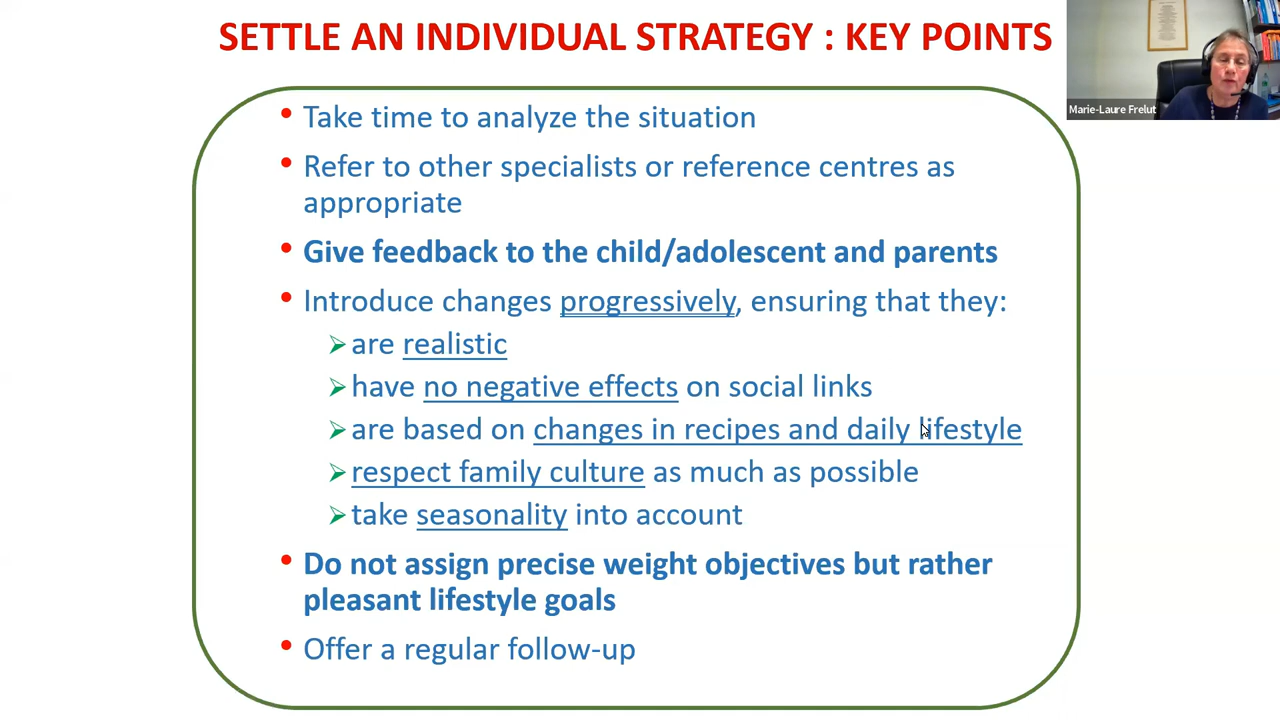 SETTLE AN INDIVIDUAL STRATEGY : KEY POINTS
Marie-Laure Frelut
• Take time to analyze the situation
• Refer to other specialists or reference centres as
appropriate
• Give feedback to the child/adolescent and parents
• Introduce changes progressively, ensuring that they:
➢ are realistic
➢ have no negative effects on social links
➢ are based on changes in recipes and daily lifestyle
➢ respect family culture as much as possible
➢ take seasonality into account
• Do not assign precise weight objectives but rather
pleasant lifestyle goals
• Offer a regular follow-up